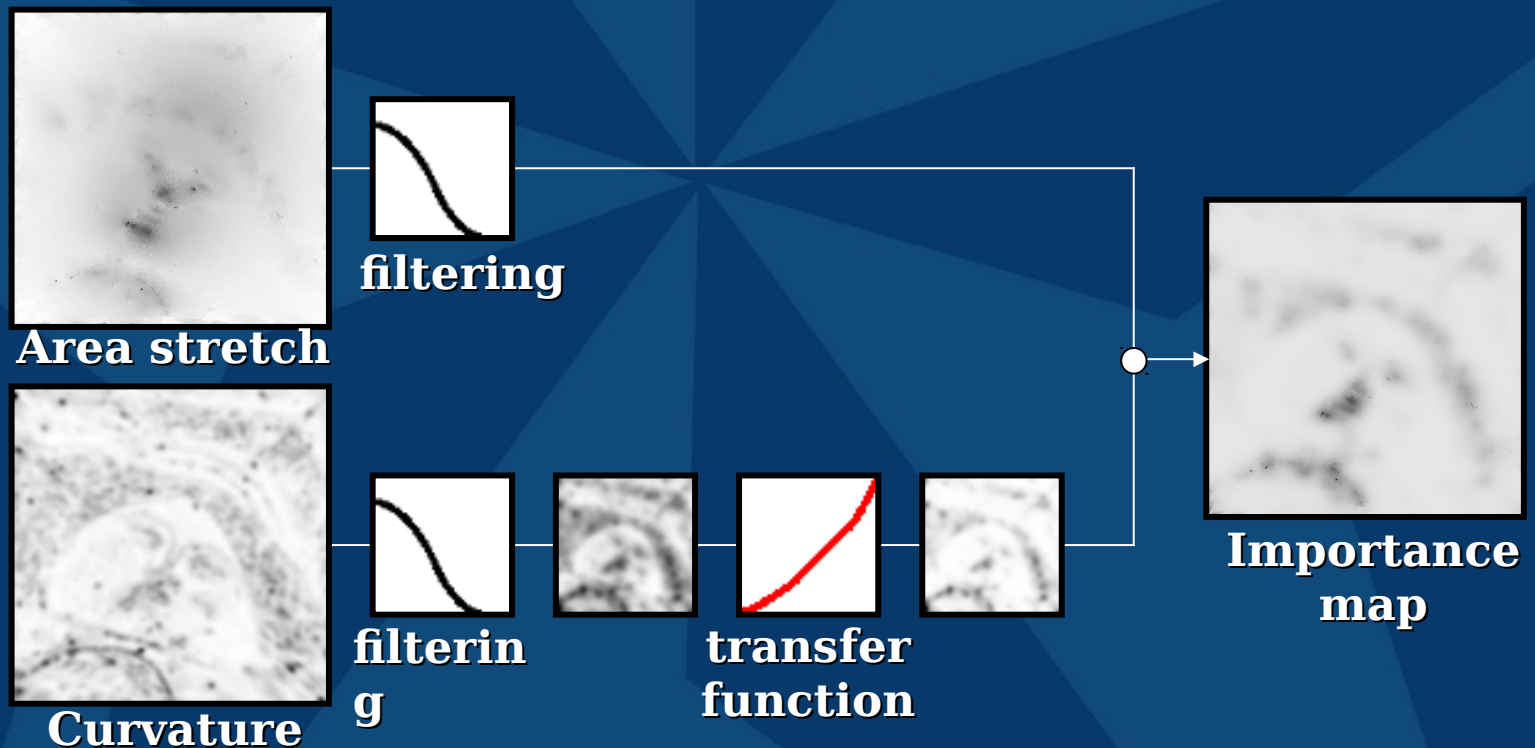 filtering
Area stretch
Importance
map
filterin
g
transfer
function
Curvature